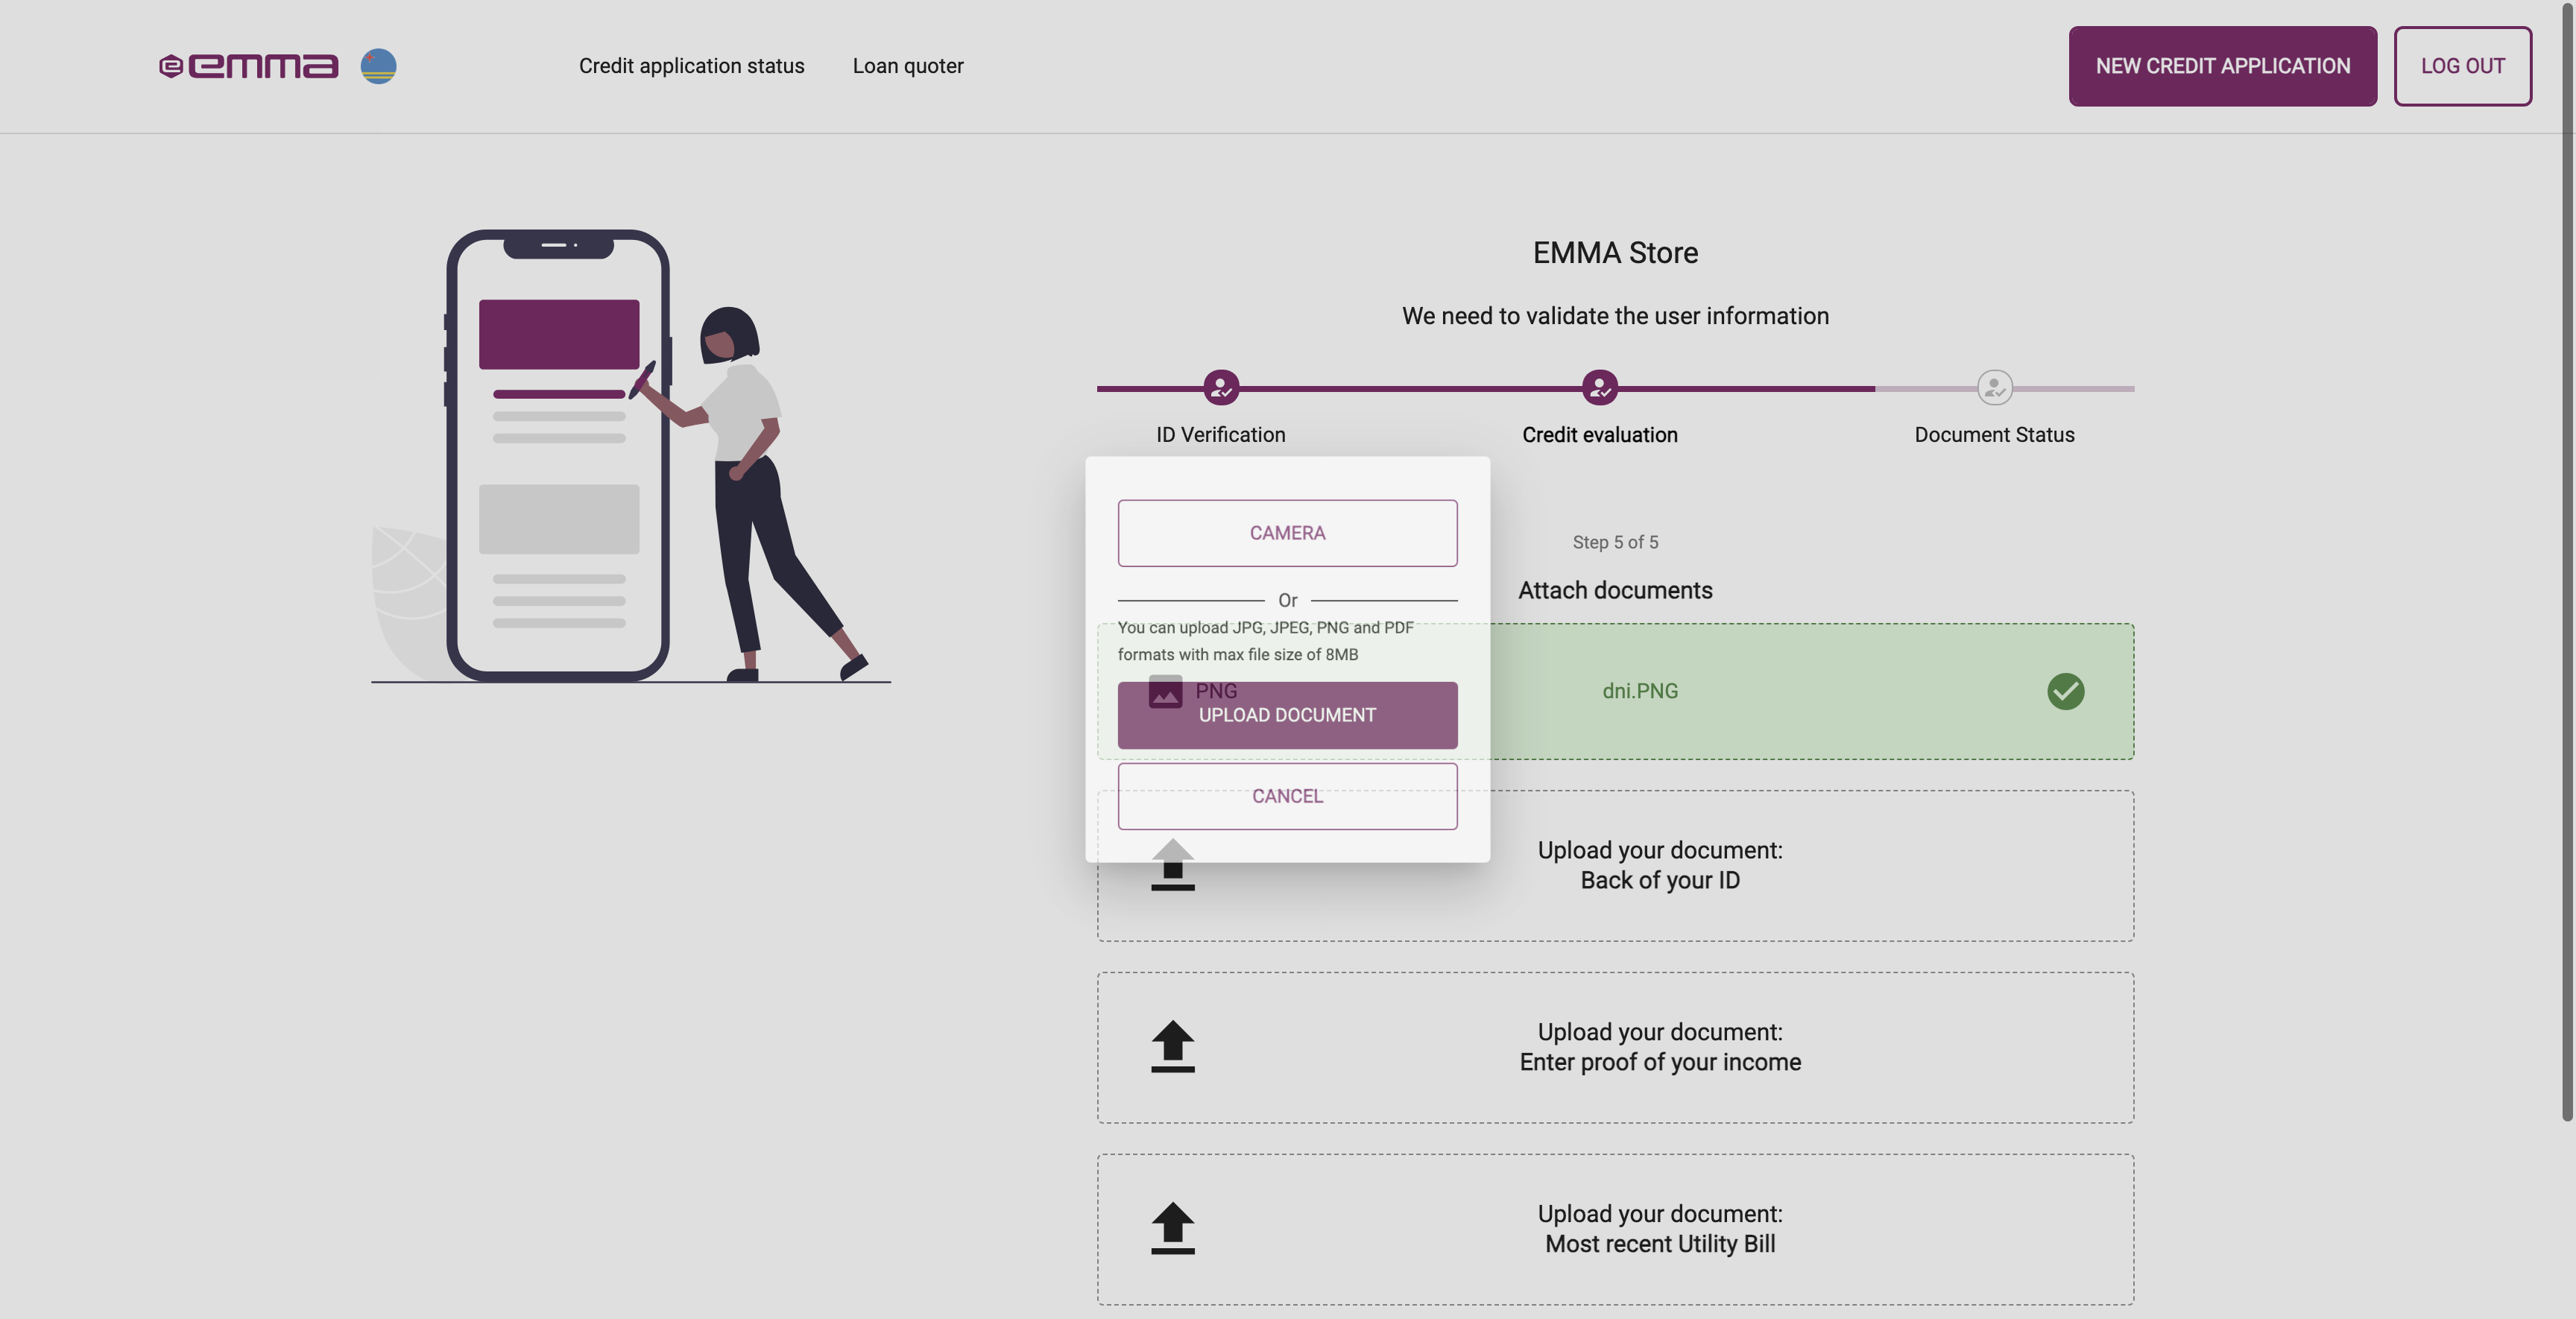 emma
Credit application status
Loan quoter
NEW CREDIT APPLICATION
LOG OUT
EMMA Store
We need to validate the user information
ID Verification
Credit evaluation
Document Status
CAMERA
Or
You can upload JPG, JPEG, PNG and PDF
formats with max file size of 8MB
UPLOAD DOCUMENT
CANCEL
Step 5 of 5
Attach documents
PNG
dni.PNG
Upload your document:
Back of your ID
Upload your document:
Enter proof of your income
Upload your document:
Most recent Utility Bill